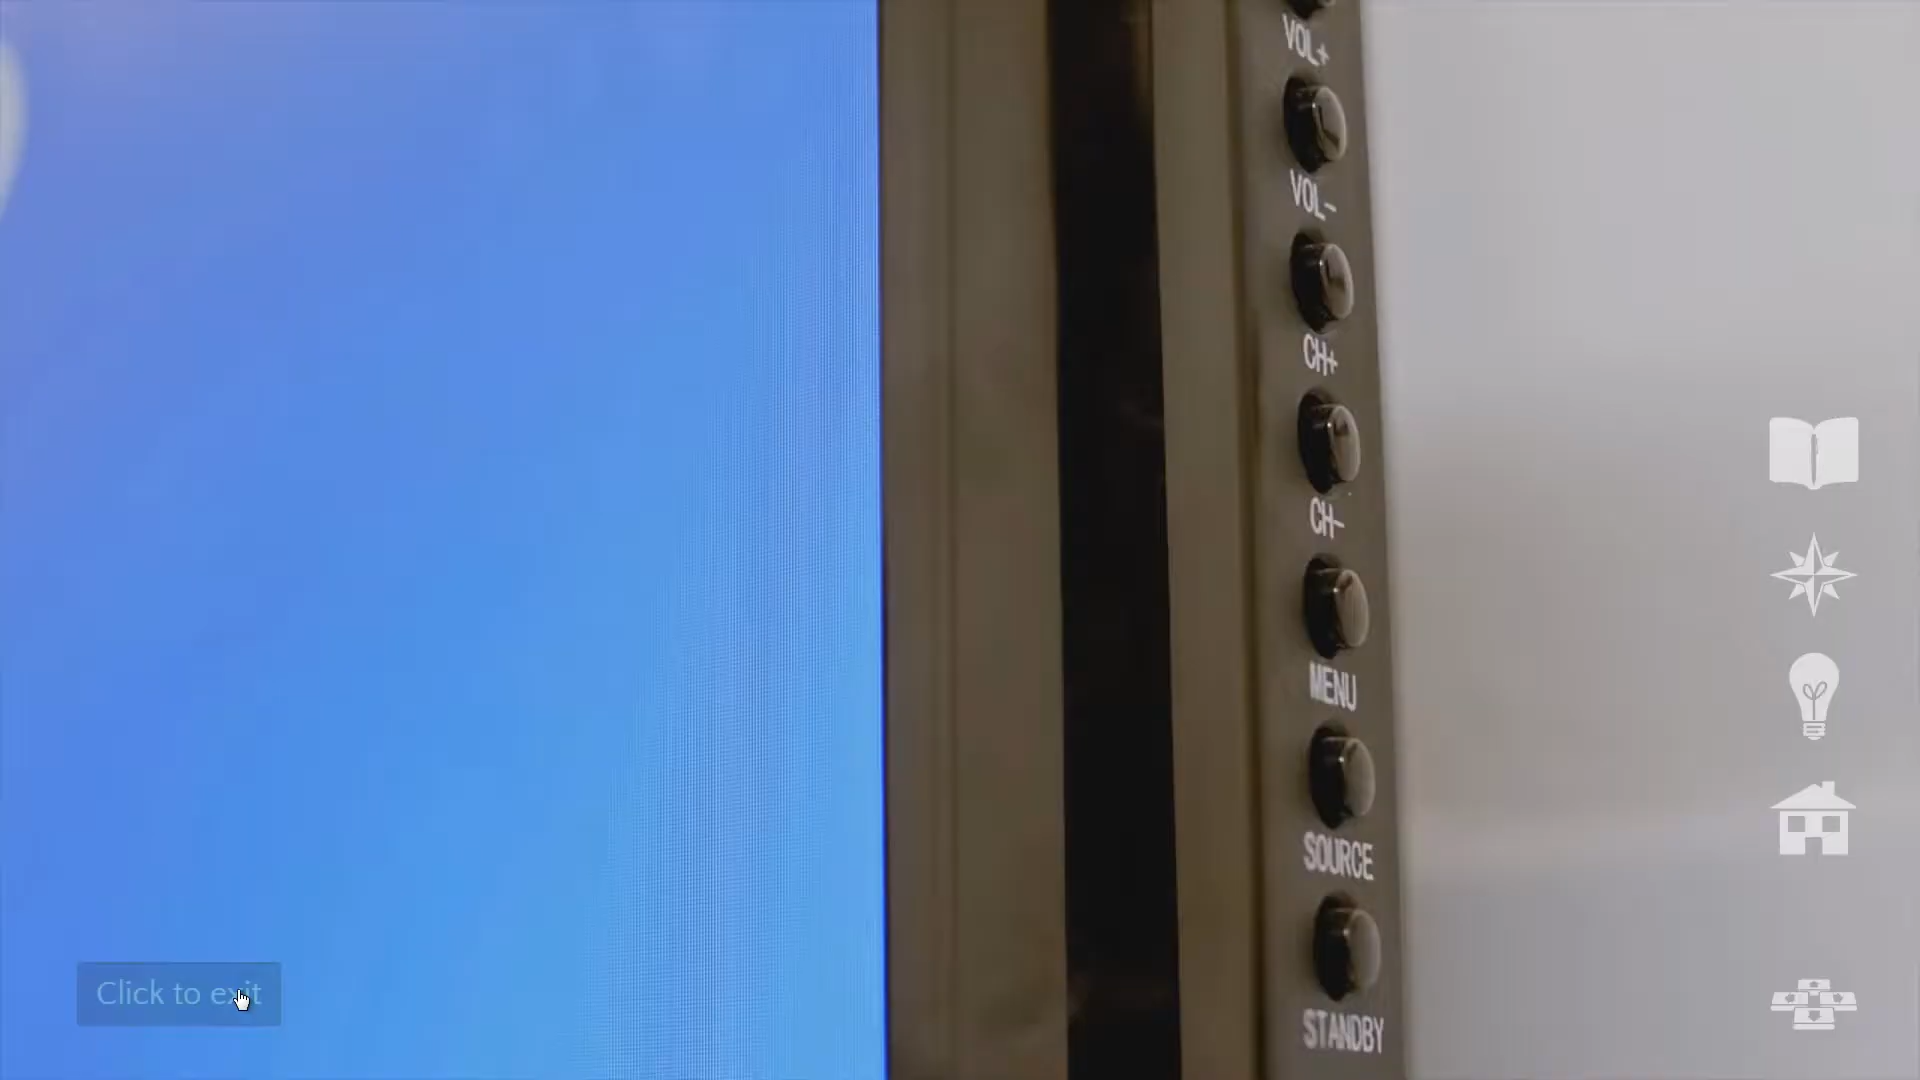 VOL+
VOL-
CH+
CH-
MENU
SOURCE
STANDBY
Click to exit